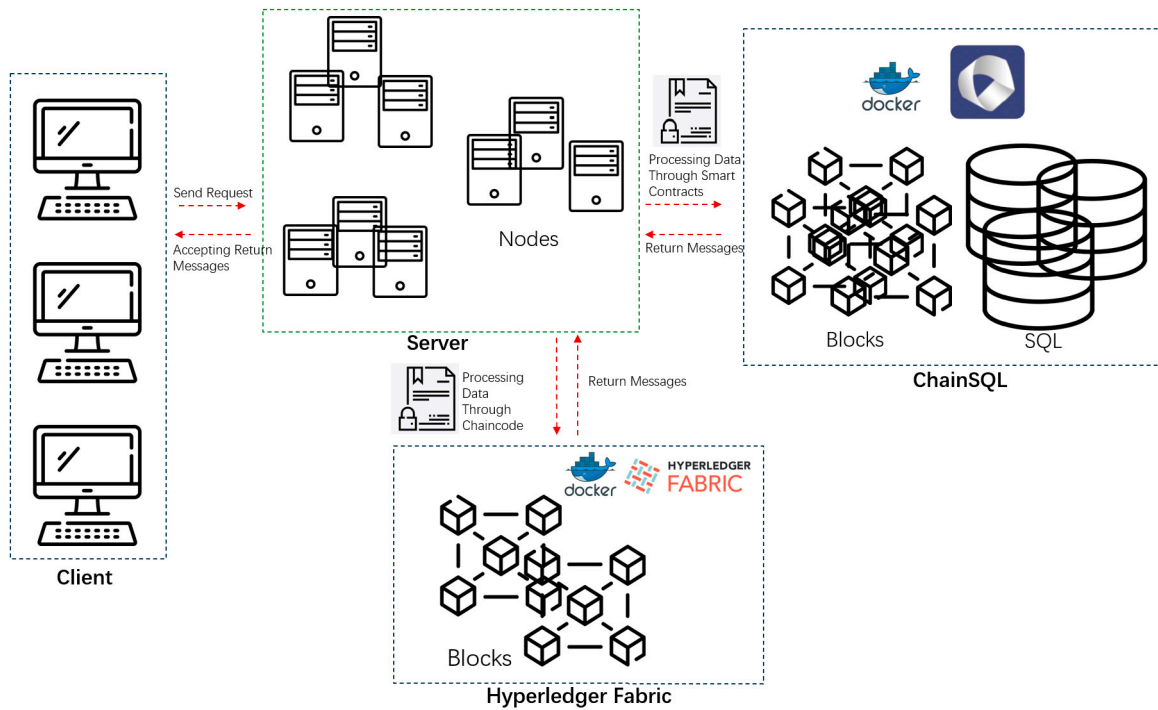 Send Request
Accepting Return
Messages
Client
Nodes
Server
Processing Data
Through Smart
Contracts
Return Messages
docker
Blocks
SQL
ChainSQL
Processing
Data
Through
Chaincode
Return Messages
docker
HYPERLEDGER
FABRIC
Blocks
Hyperledger Fabric